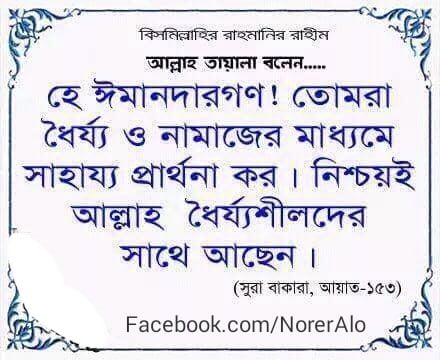 বিসমিল্লাহির রাহমানির রাহীম
আল্লাহ তায়ালা বলেন.....
হে ঈমানদারগণ! তোমরা
ধৈর্য্য ও নামাজের মাধ্যমে
সাহায্য প্রার্থনা কর । নিশ্চয়ই
আল্লাহ ধৈর্য্যশীলদের
সাথে আছেন ।
(সুরা বাকারা, আয়াত-১৫৩)
Facebook.com/NorerAlo